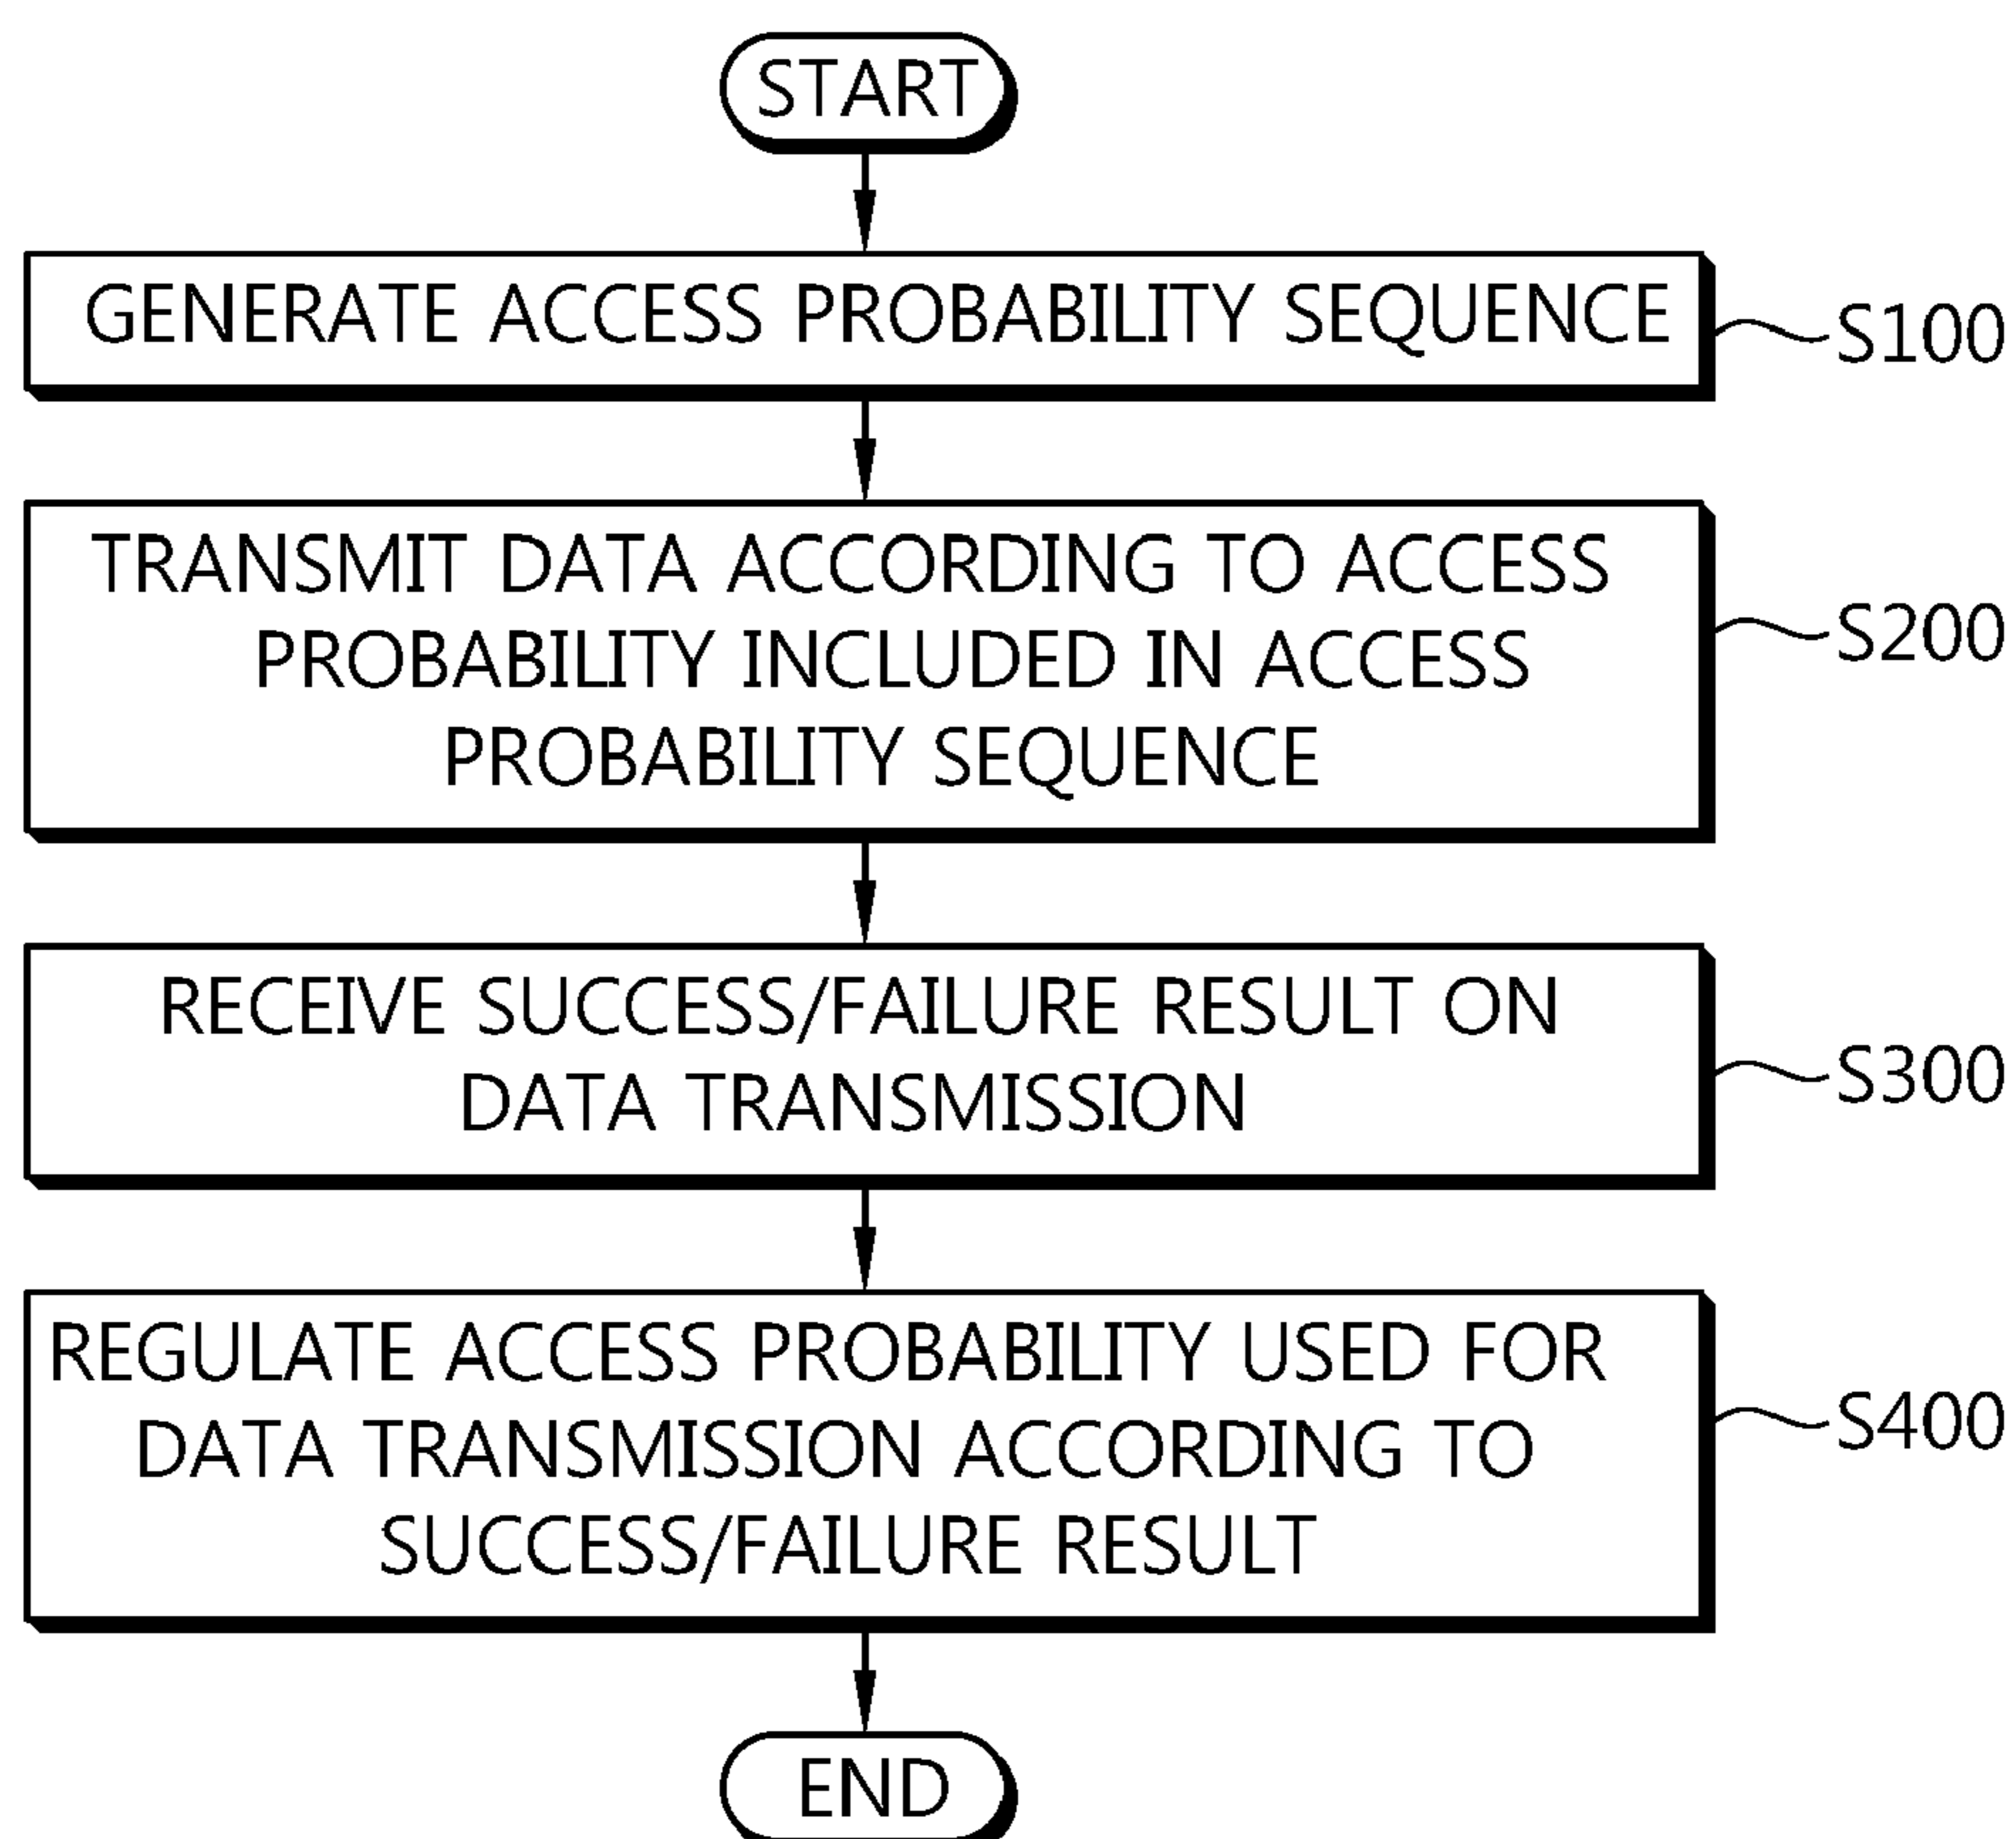 START
GENERATE ACCESS PROBABILITY SEQUENCE
S100
TRANSMIT DATA ACCORDING TO ACCESS
PROBABILITY INCLUDED IN ACCESS
PROBABILITY SEQUENCE
S200
RECEIVE SUCCESS/FAILURE RESULT ON
DATA TRANSMISSION
S300
REGULATE ACCESS PROBABILITY USED FOR
DATA TRANSMISSION ACCORDING TO
SUCCESS/FAILURE RESULT
S400
END